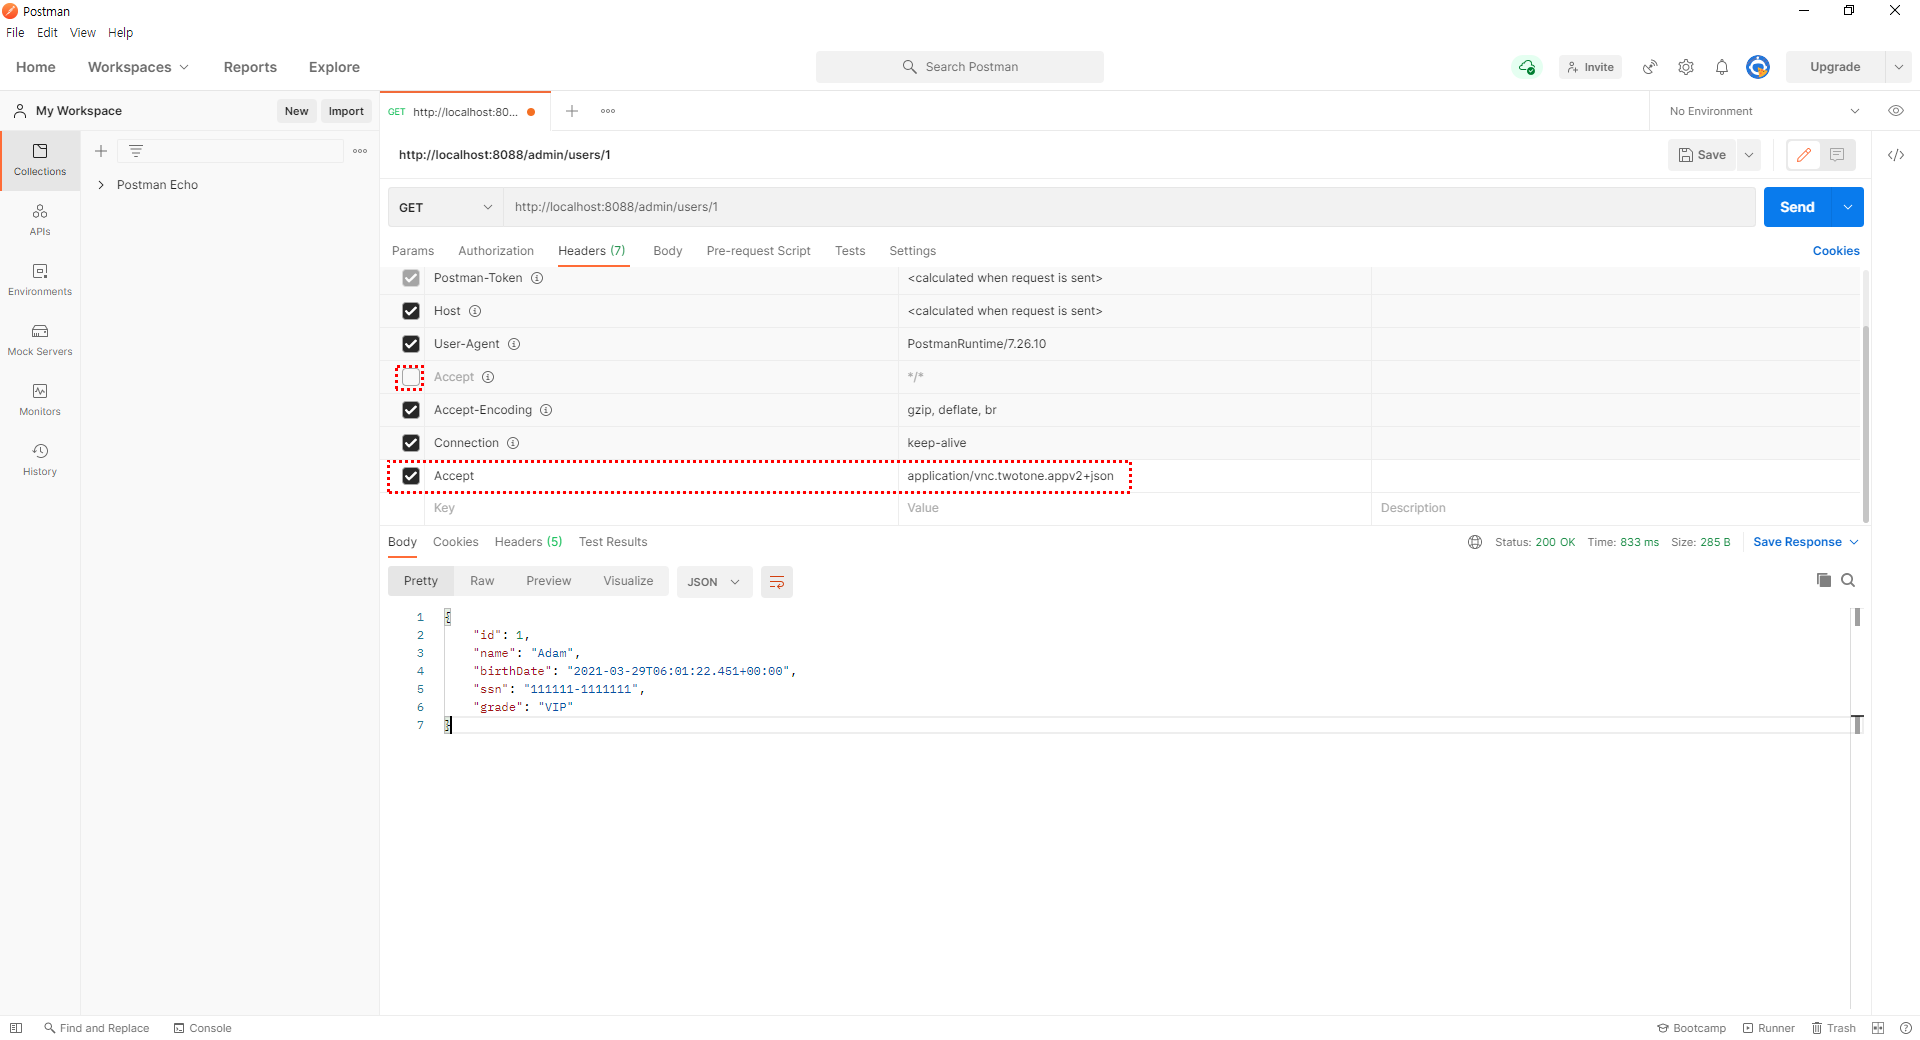 Postman
File Edit View Help
Home Workspaces Reports Explore Search Postman Invite Upgrade
My Workspace New Import GET http://localhost:80... No Environment
http://localhost:8088/admin/users/1 Save
Collections
Postman Echo
APIs
Environments
Mock Servers
Monitors
History
GET http://localhost:8088/admin/users/1 Send
Params Authorization Headers (7) Body Pre-request Script Tests Settings Cookies
Postman-Token <calculated when request is sent>
Host <calculated when request is sent>
User-Agent PostmanRuntime/7.26.10
Accept */*
Accept-Encoding gzip, deflate, br
Connection keep-alive
Accept application/vnc.twotone.appv2+json
Key Value Description
Body Cookies Headers (5) Test Results Status: 200 OK Time: 833 ms Size: 285 B Save Response
Pretty Raw Preview Visualize JSON
1 {
2 "id": 1,
3 "name": "Adam",
4 "birthDate": "2021-03-29T06:01:22.451+00:00",
5 "ssn": "111111-1111111",
6 "grade": "VIP"
7 }
Find and Replace Console Bootcamp Runner Trash